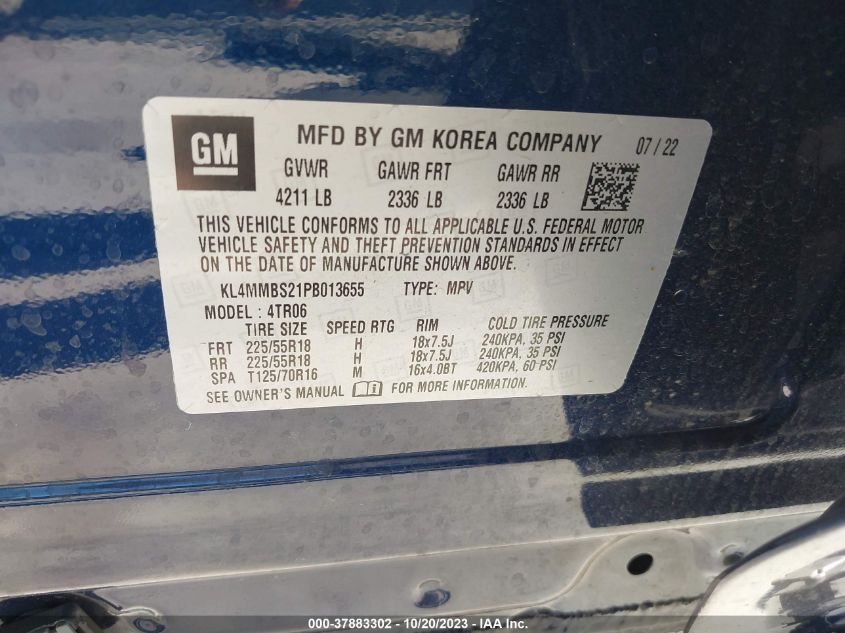 GM MFD BY GM KOREA COMPANY 07 / 22
GVWR GAWR FRT GAWR RR
4211 LB 2336 LB 2336 LB
THIS VEHICLE CONFORMS TO ALL APPLICABLE U.S. FEDERAL MOTOR
VEHICLE SAFETY AND THEFT PREVENTION STANDARDS IN EFFECT
ON THE DATE OF MANUFACTURE SHOWN ABOVE.
KL4MMBS21PB013655 TYPE: MPV
MODEL : 4TR06
TIRE SIZE SPEED RTG RIM COLD TIRE PRESSURE
FRT 225/55R18 H 18x7.5J 240KPA, 35 PSI
RR 225/55R18 H 18x7.5J 240KPA, 35 PSI
SPA T125/70R16 M 16x4.0BT 420KPA, 60 PSI
SEE OWNER'S MANUAL FOR MORE INFORMATION.
000-37883302 - 10/20/2023 - COPYRIGHT IAA, INC.